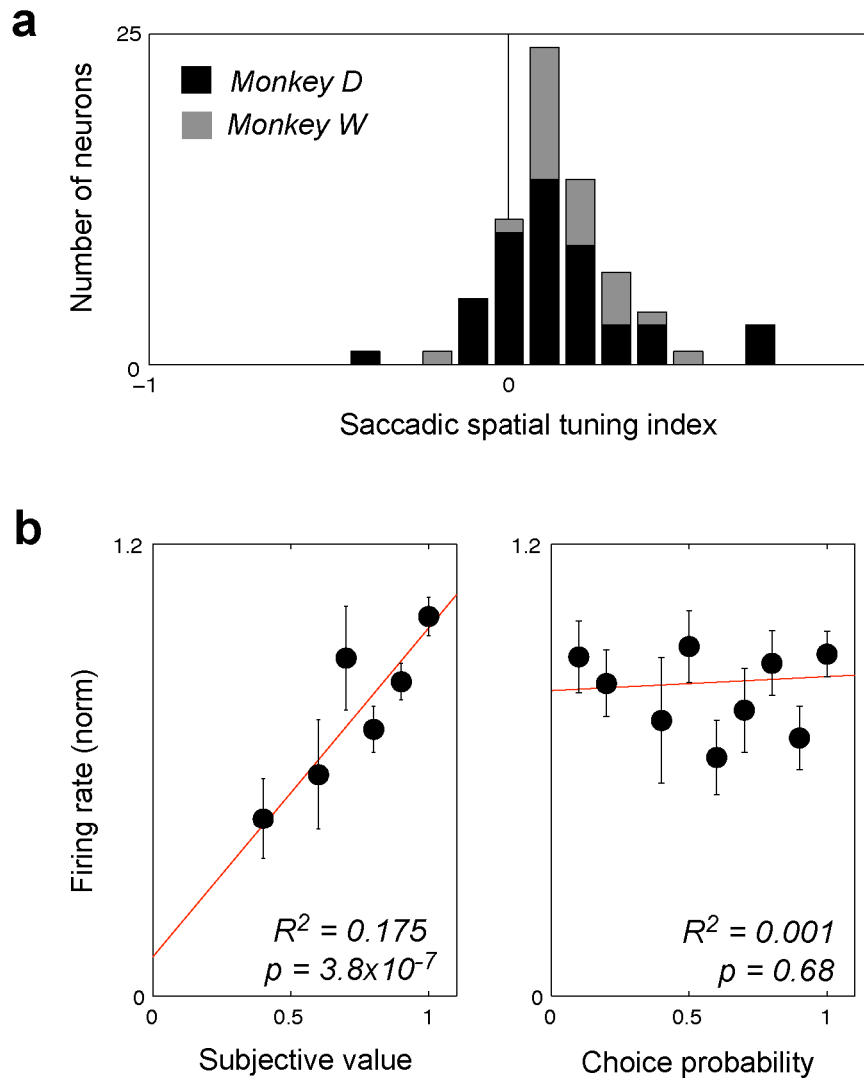 a
25
Monkey D
Monkey W
Number of neurons
0
−1
0
Saccadic spatial tuning index
b
1.2
1.2
Firing rate (norm)
R² = 0.175
p = 3.8x10⁻⁷
R² = 0.001
p = 0.68
0
0
0
0.5
1
0
0.5
1
Subjective value
Choice probability